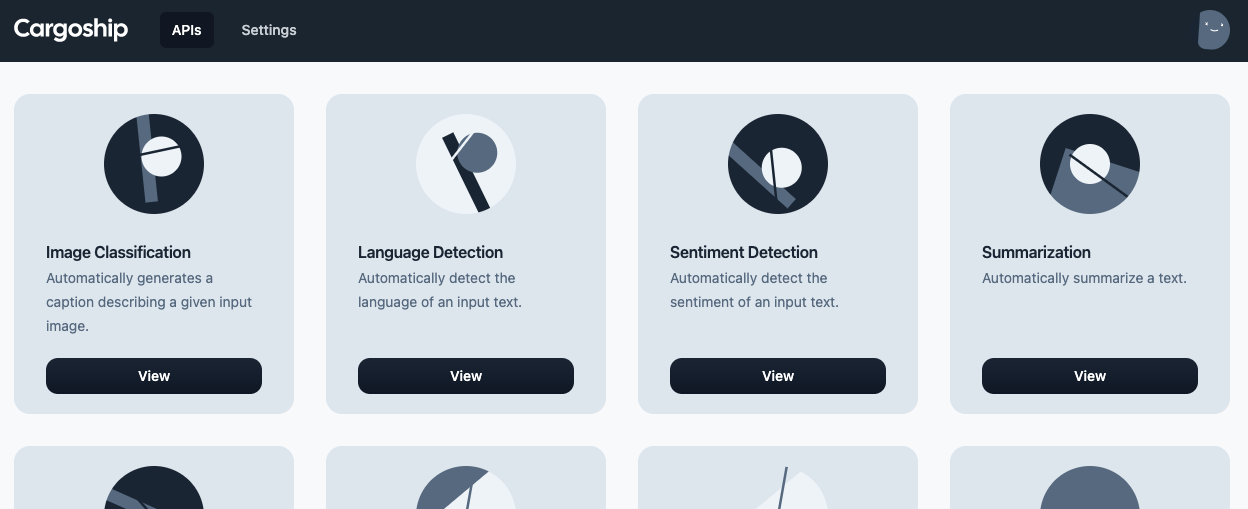 Cargoship
APIs
Settings
Image Classification
Automatically generates a
caption describing a given input
image.
View
Language Detection
Automatically detect the
language of an input text.
View
Sentiment Detection
Automatically detect the
sentiment of an input text.
View
Summarization
Automatically summarize a text.
View